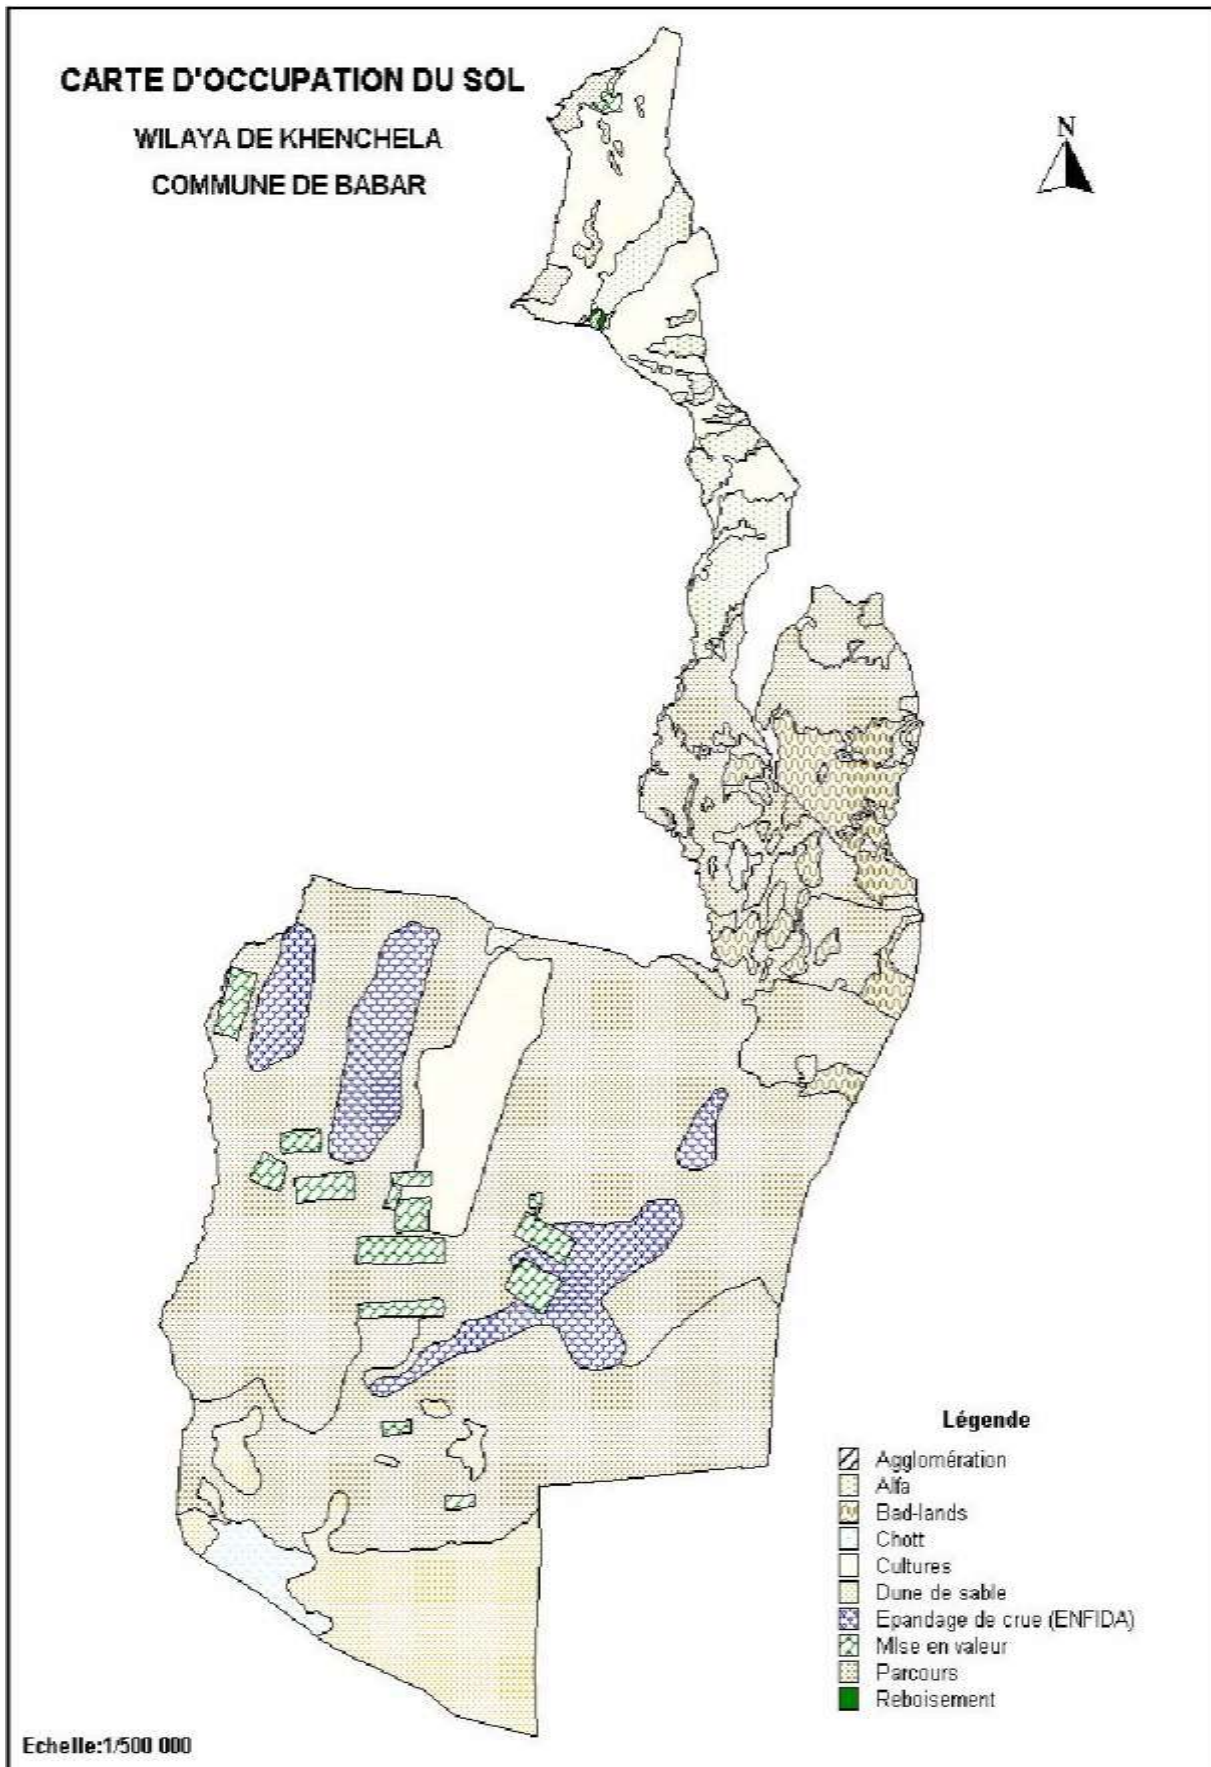 CARTE D'OCCUPATION DU SOL
WILAYA DE KHENCHELA
COMMUNE DE BABAR
N
Légende
Agglomération
Alfa
Bad-lands
Chott
Cultures
Dune de sable
Epandage de crue (ENFIDA)
MIse en valeur
Parcours
Reboisement
Echelle:1/500 000